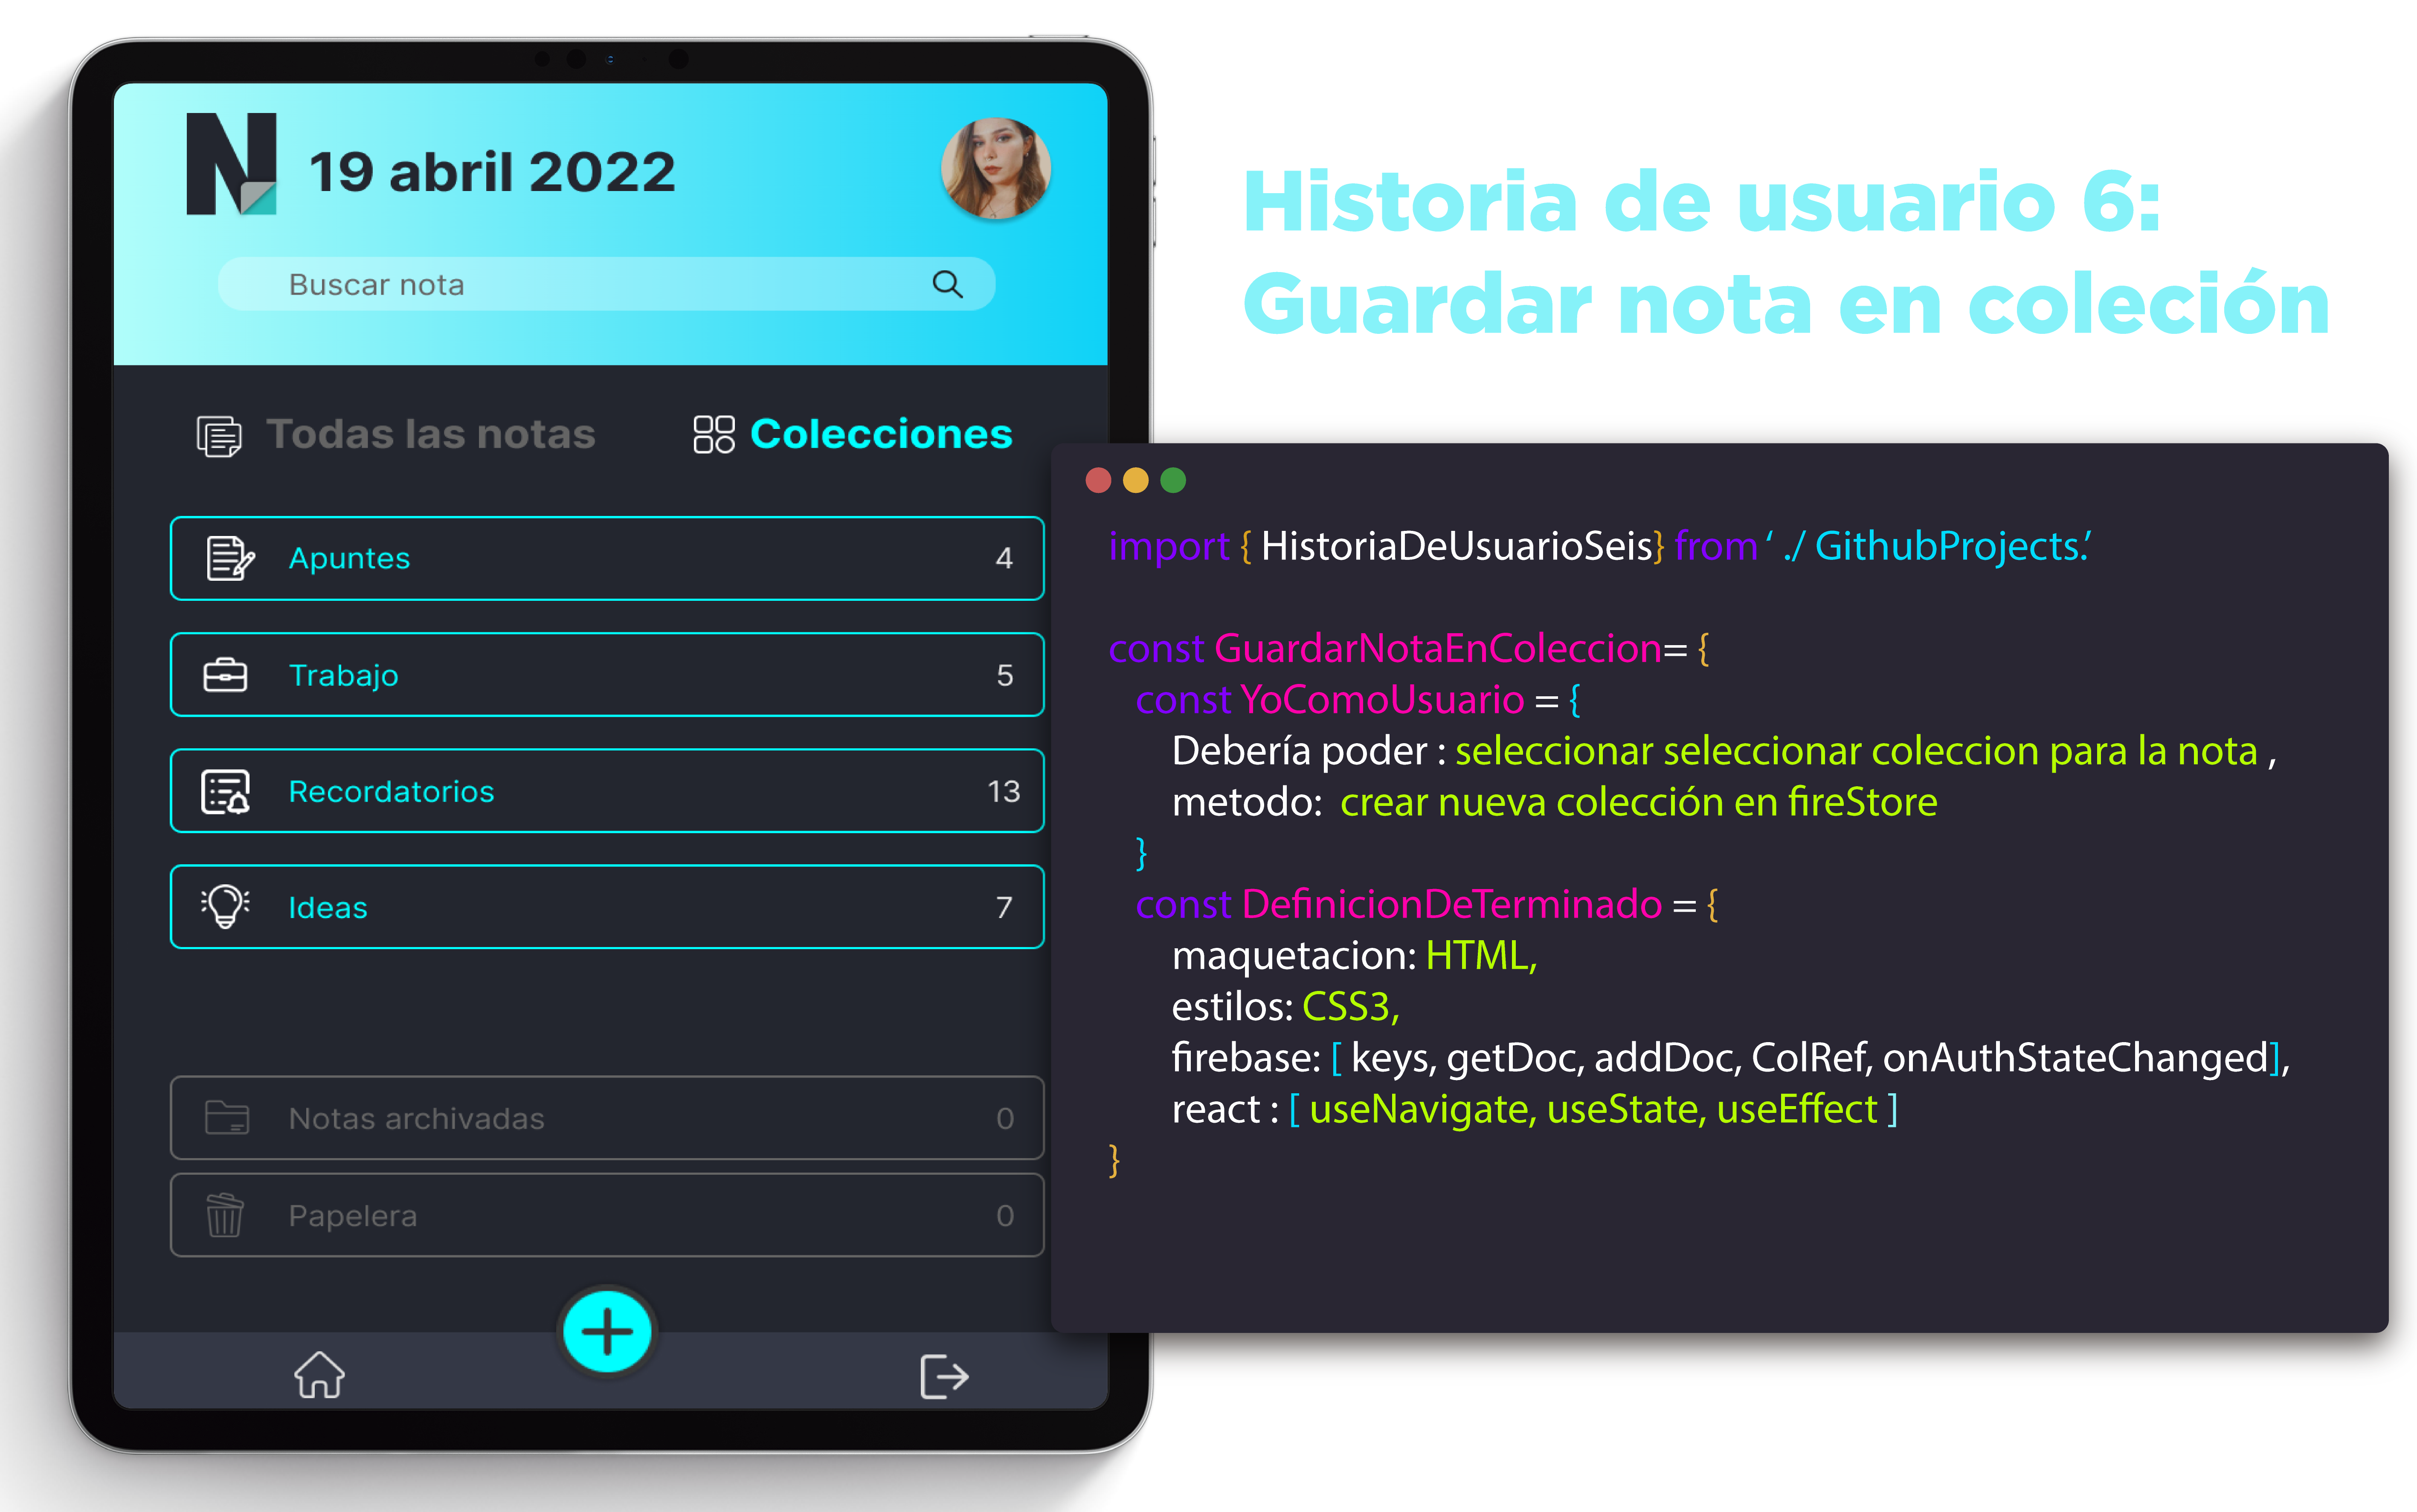 N 19 abril 2022
Buscar nota
Todas las notas
Colecciones
Apuntes 4
Trabajo 5
Recordatorios 13
Ideas 7
Notas archivadas 0
Papelera 0
Historia de usuario 6:
Guardar nota en coleción
import { HistoriaDeUsuarioSeis} from ‘ ./ GithubProjects.’
const GuardarNotaEnColeccion= {
const YoComoUsuario = {
Debería poder : seleccionar seleccionar coleccion para la nota ,
metodo: crear nueva colección en fireStore
}
const DefinicionDeTerminado = {
maquetacion: HTML,
estilos: CSS3,
firebase: [ keys, getDoc, addDoc, ColRef, onAuthStateChanged],
react : [ useNavigate, useState, useEffect ]
}